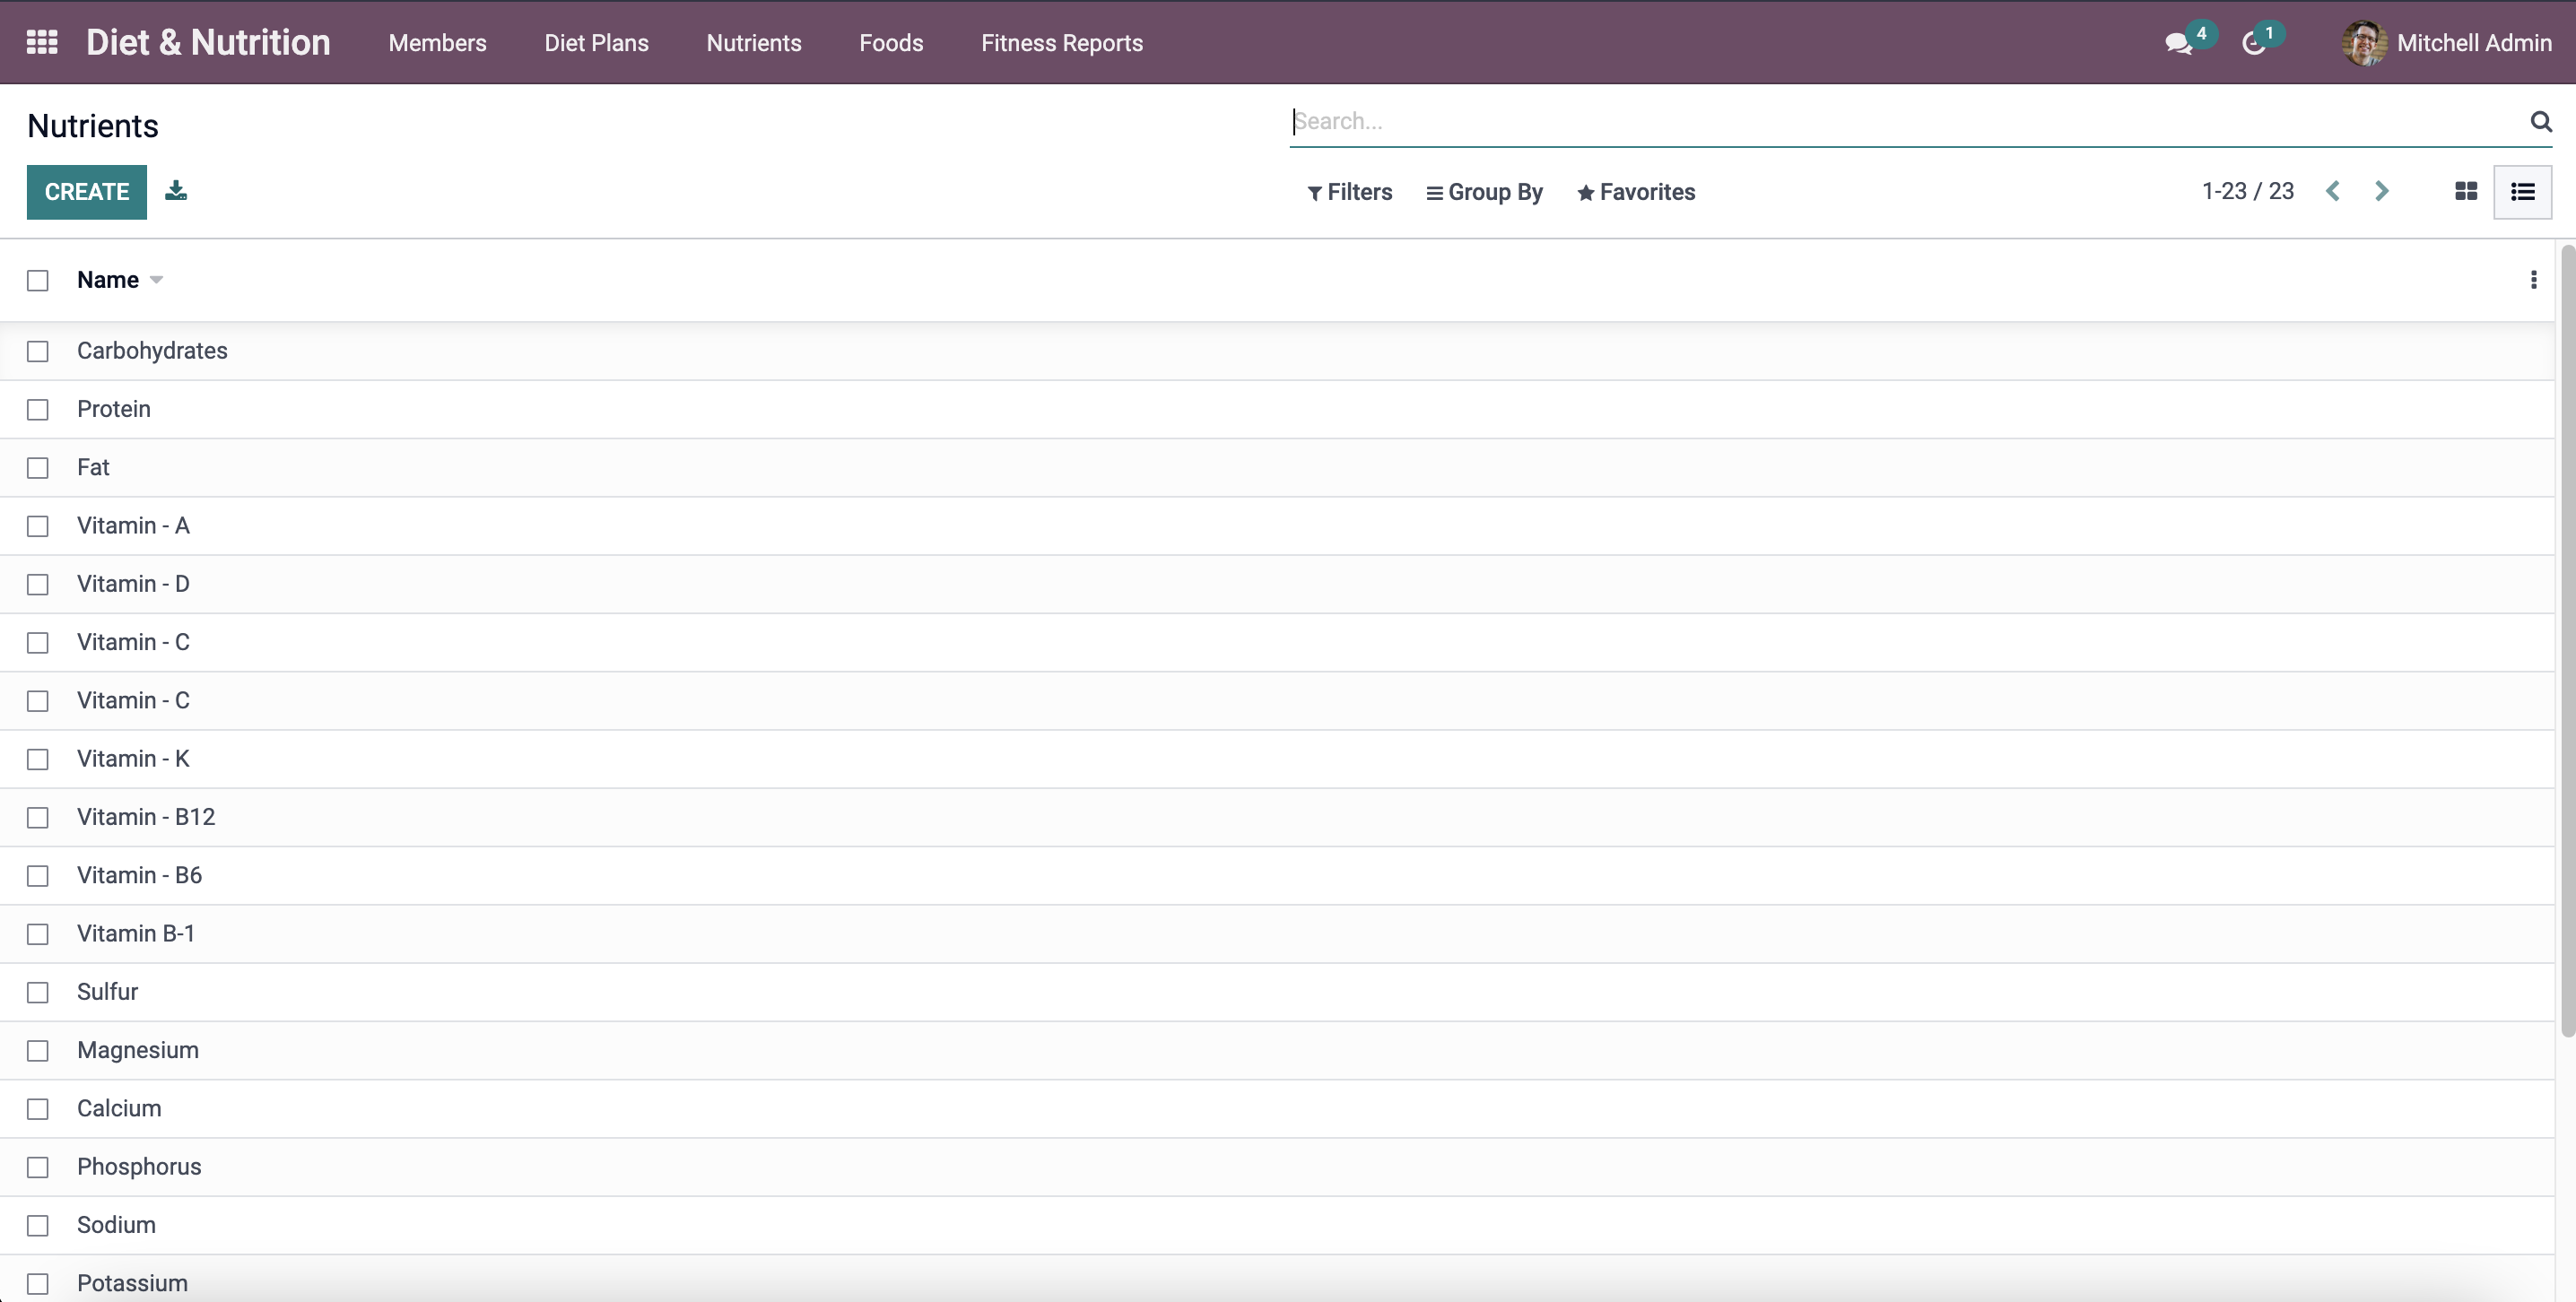 Diet & Nutrition Members Diet Plans Nutrients Foods Fitness Reports 4 1 Mitchell Admin
Nutrients
Search...
CREATE Filters Group By Favorites 1-23 / 23
Name
Carbohydrates
Protein
Fat
Vitamin - A
Vitamin - D
Vitamin - C
Vitamin - C
Vitamin - K
Vitamin - B12
Vitamin - B6
Vitamin B-1
Sulfur
Magnesium
Calcium
Phosphorus
Sodium
Potassium